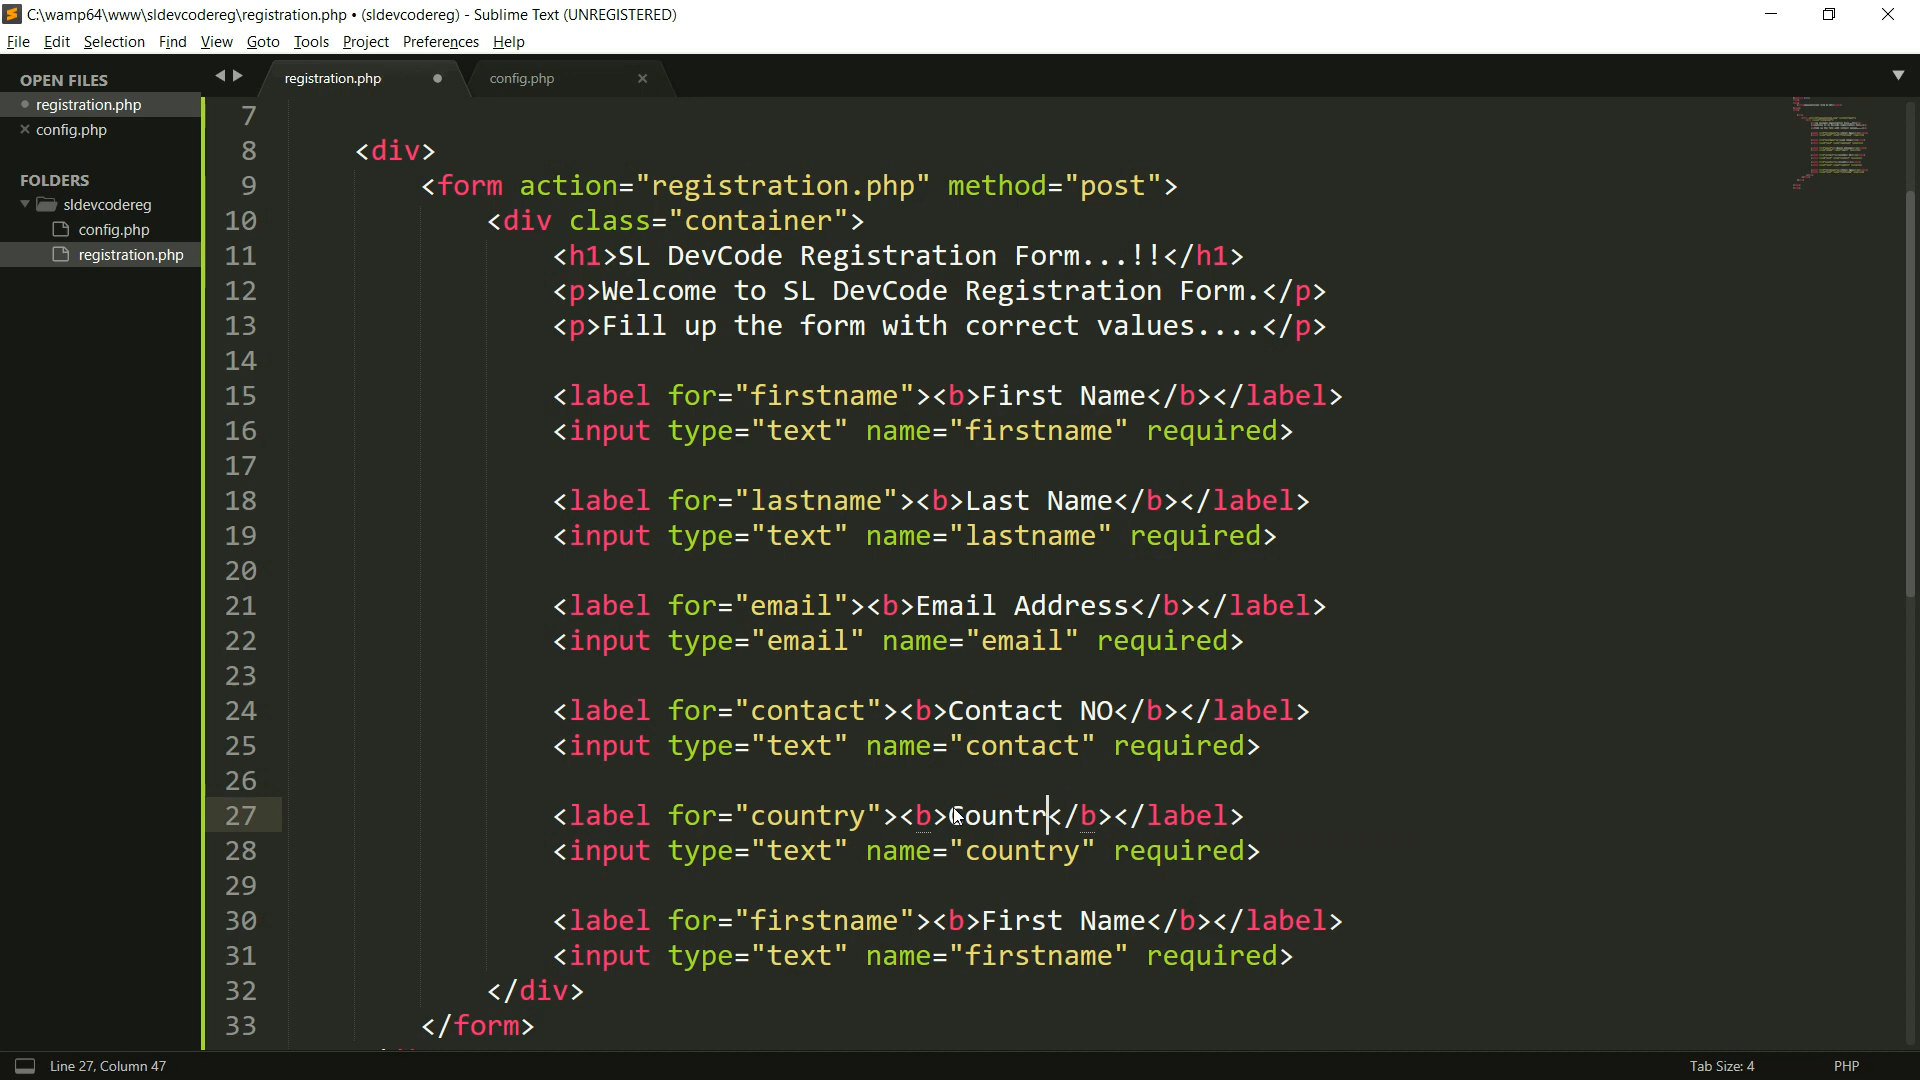 C:\wamp64\www\sldevcodereg\registration.php • (sldevcodereg) - Sublime Text (UNREGISTERED)
File Edit Selection Find View Goto Tools Project Preferences Help
OPEN FILES
registration.php
config.php
FOLDERS
sldevcodereg
config.php
registration.php
registration.php
config.php
7
8 <div>
9 <form action="registration.php" method="post">
10 <div class="container">
11 <h1>SL DevCode Registration Form...!!</h1>
12 <p>Welcome to SL DevCode Registration Form.</p>
13 <p>Fill up the form with correct values....</p>
14
15 <label for="firstname"><b>First Name</b></label>
16 <input type="text" name="firstname" required>
17
18 <label for="lastname"><b>Last Name</b></label>
19 <input type="text" name="lastname" required>
20
21 <label for="email"><b>Email Address</b></label>
22 <input type="email" name="email" required>
23
24 <label for="contact"><b>Contact NO</b></label>
25 <input type="text" name="contact" required>
26
27 <label for="country"><b>Countr</b></label>
28 <input type="text" name="country" required>
29
30 <label for="firstname"><b>First Name</b></label>
31 <input type="text" name="firstname" required>
32 </div>
33 </form>
Line 27, Column 47
Tab Size: 4
PHP